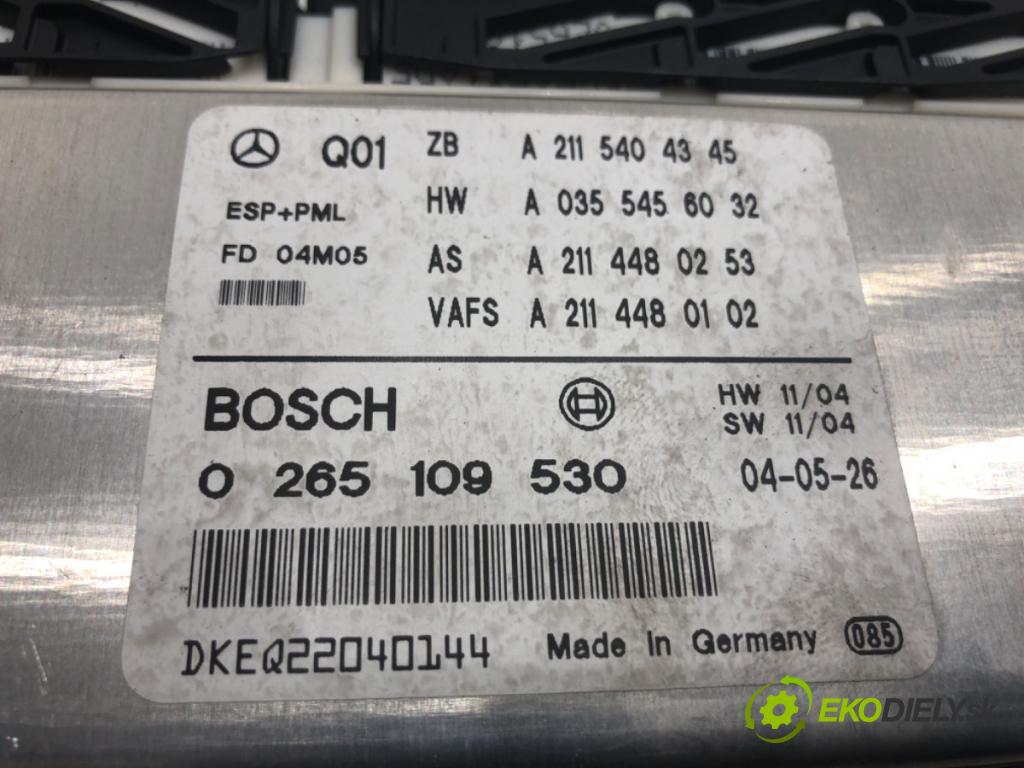 Q01 ZB A 211 540 43 45
ESP+PML HW A 035 545 60 32
FD 04M05 AS A 211 448 02 53
VAFS A 211 448 01 02
BOSCH HW 11/04
SW 11/04
0 265 109 530 04-05-26
DKEQ22040144 Made In Germany 085
EKODIELY.sk